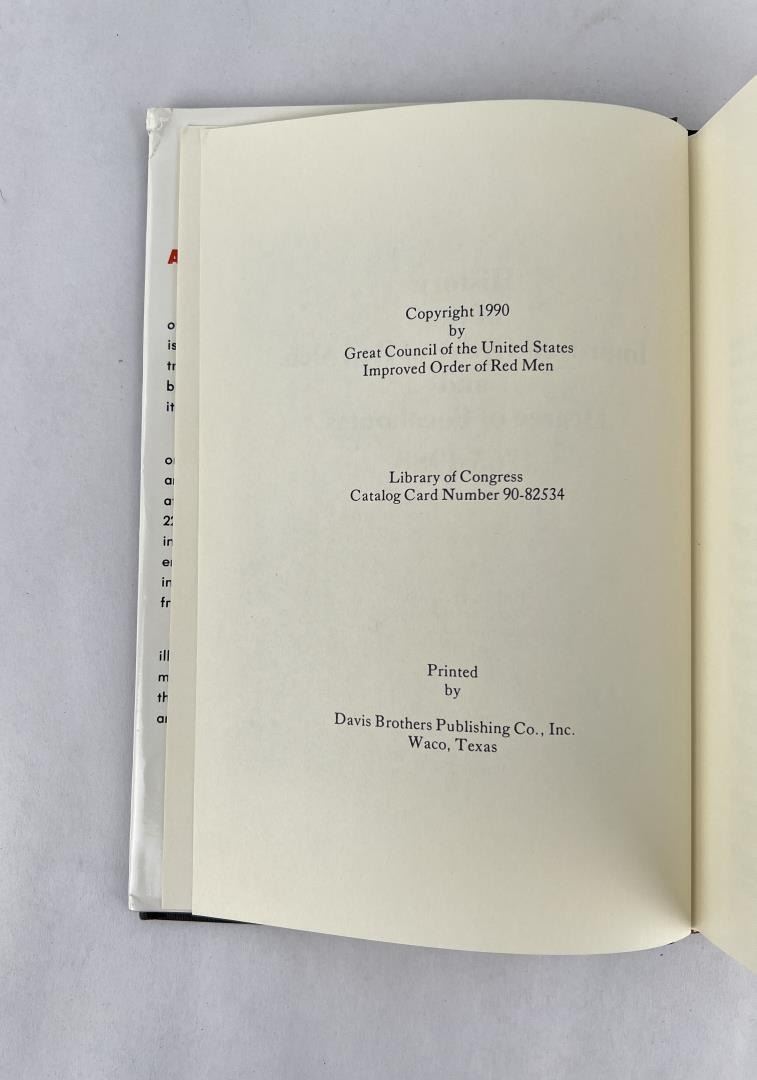 Copyright 1990
by
Great Council of the United States
Improved Order of Red Men
Library of Congress
Catalog Card Number 90-82534
Printed
by
Davis Brothers Publishing Co., Inc.
Waco, Texas